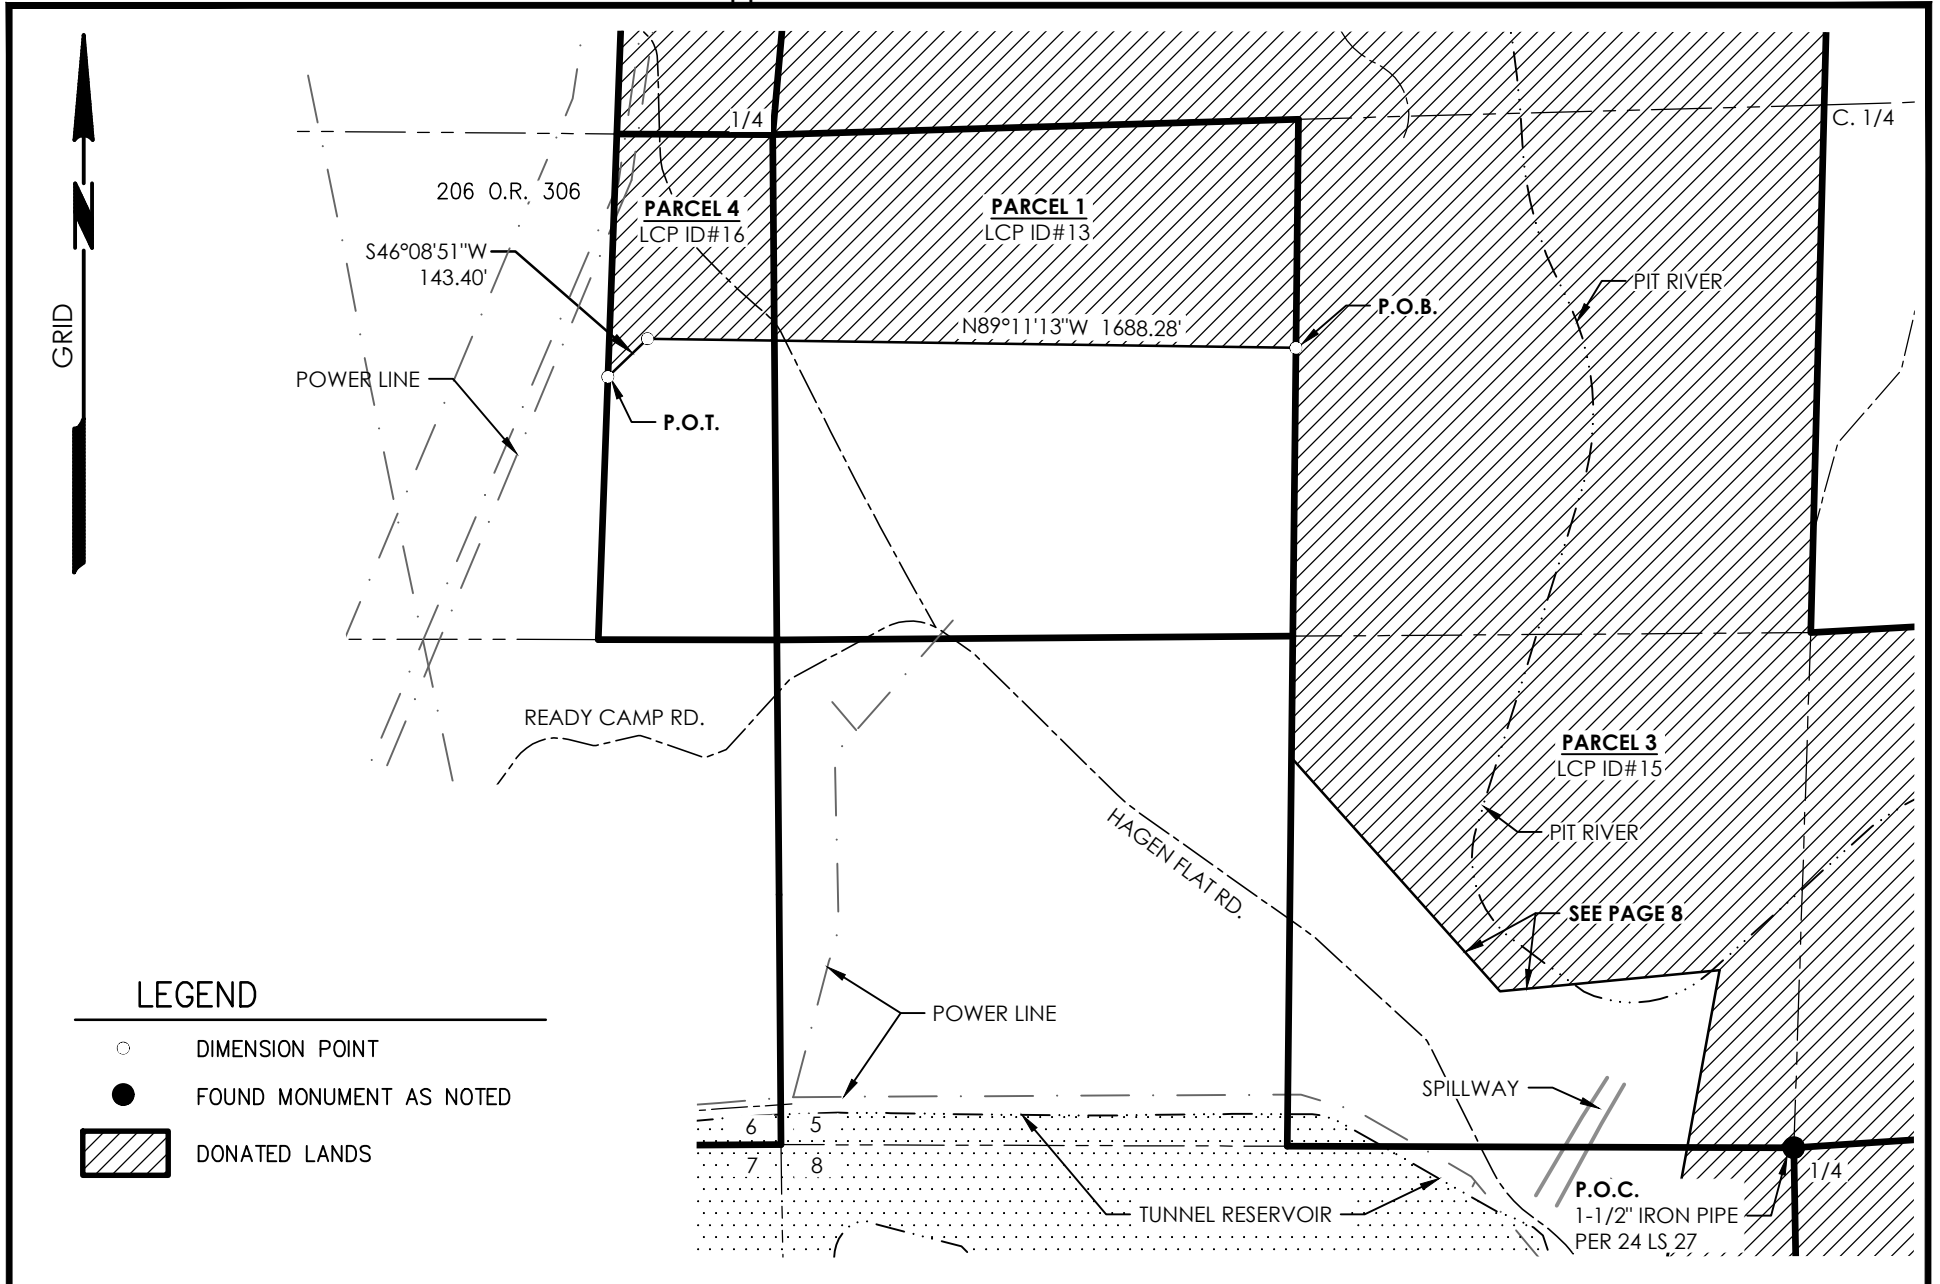 1/4
C. 1/4
206 O.R. 306
PARCEL 4
LCP ID#16
PARCEL 1
LCP ID#13
S46°08'51"W
143.40'
N
GRID
PIT RIVER
P.O.B.
N89°11'13"W 1688.28'
POWER LINE
P.O.T.
READY CAMP RD.
PARCEL 3
LCP ID#15
HAGEN FLAT RD.
PIT RIVER
SEE PAGE 8
LEGEND
DIMENSION POINT
FOUND MONUMENT AS NOTED
DONATED LANDS
POWER LINE
SPILLWAY
6 5
7 8
1/4
TUNNEL RESERVOIR
P.O.C.
1-1/2" IRON PIPE
PER 24 LS 27